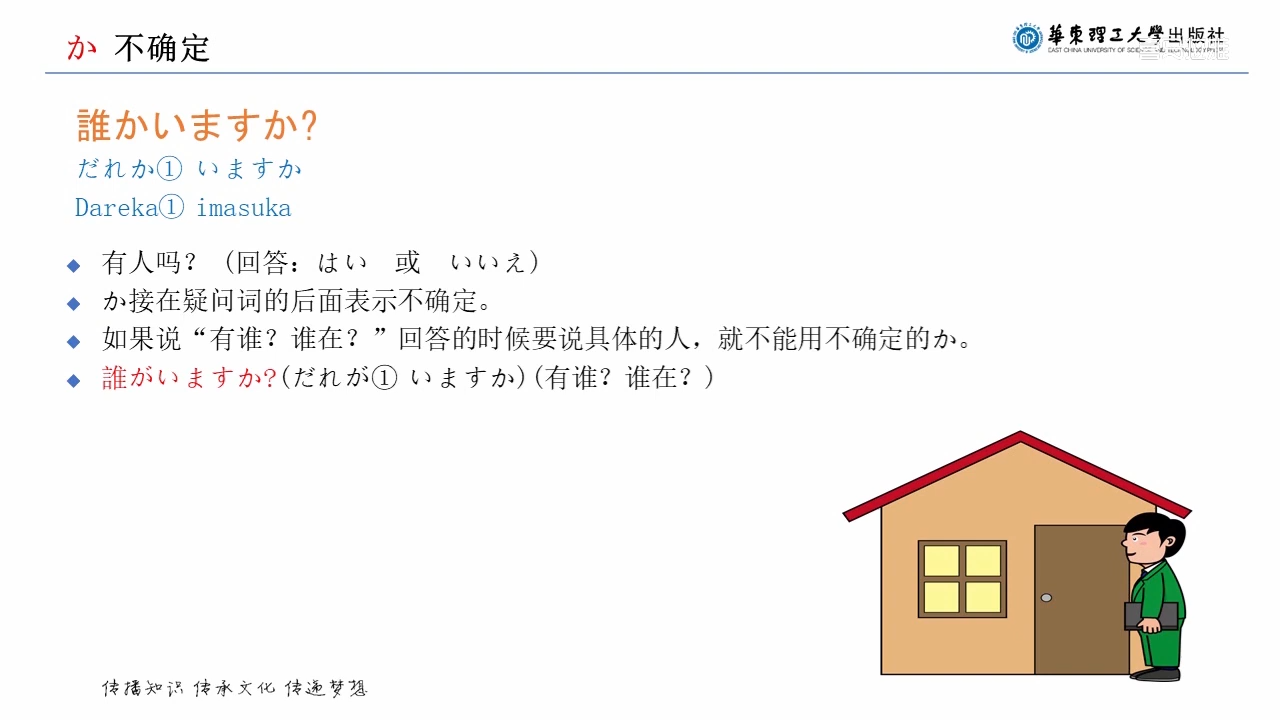 か 不确定
華東理工大學出版社
誰かいますか?
だれか① いますか
Dareka① imasuka
有人吗? (回答: はい 或 いいえ)
か接在疑问词的后面表示不确定。
如果说“有谁? 谁在? ”回答的时候要说具体的人，就不能用不确定的か。
誰がいますか?(だれが① いますか)(有谁? 谁在? )
传播知识 传承文化 传递梦想